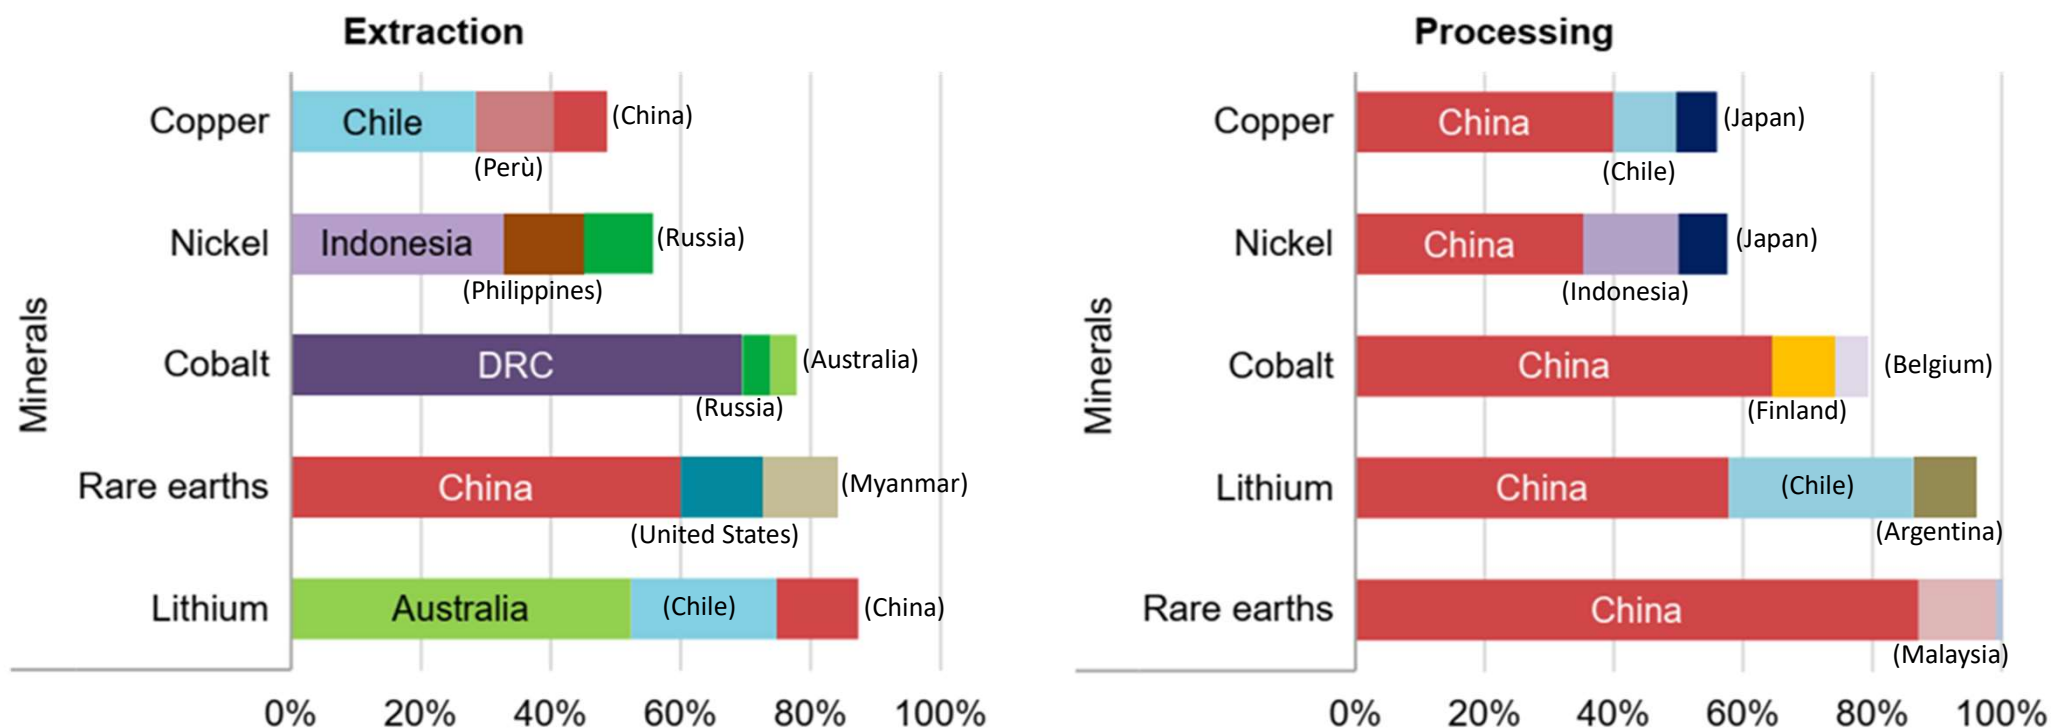 Extraction
Minerals
Copper
Chile
(Perù)
(China)
Nickel
Indonesia
(Philippines)
(Russia)
Cobalt
DRC
(Russia)
(Australia)
Rare earths
China
(United States)
(Myanmar)
Lithium
Australia
(Chile)
(China)
0% 20% 40% 60% 80% 100%
Processing
Minerals
Copper
China
(Chile)
(Japan)
Nickel
China
(Indonesia)
(Japan)
Cobalt
China
(Finland)
(Belgium)
Lithium
China
(Chile)
(Argentina)
Rare earths
China
(Malaysia)
0% 20% 40% 60% 80% 100%